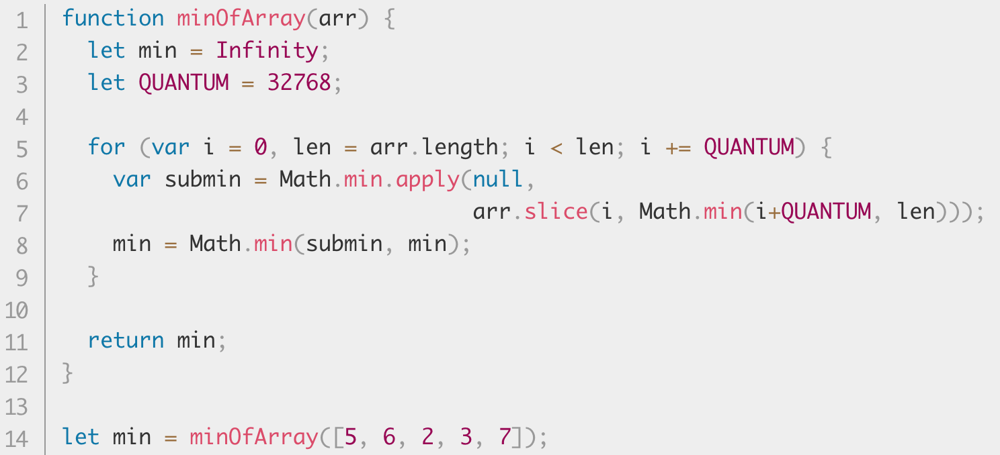 1 function minOfArray(arr) {
2   let min = Infinity;
3   let QUANTUM = 32768;
4
5   for (var i = 0, len = arr.length; i < len; i += QUANTUM) {
6     var submin = Math.min.apply(null,
7                                 arr.slice(i, Math.min(i+QUANTUM, len)));
8     min = Math.min(submin, min);
9   }
10
11   return min;
12 }
13
14 let min = minOfArray([5, 6, 2, 3, 7]);